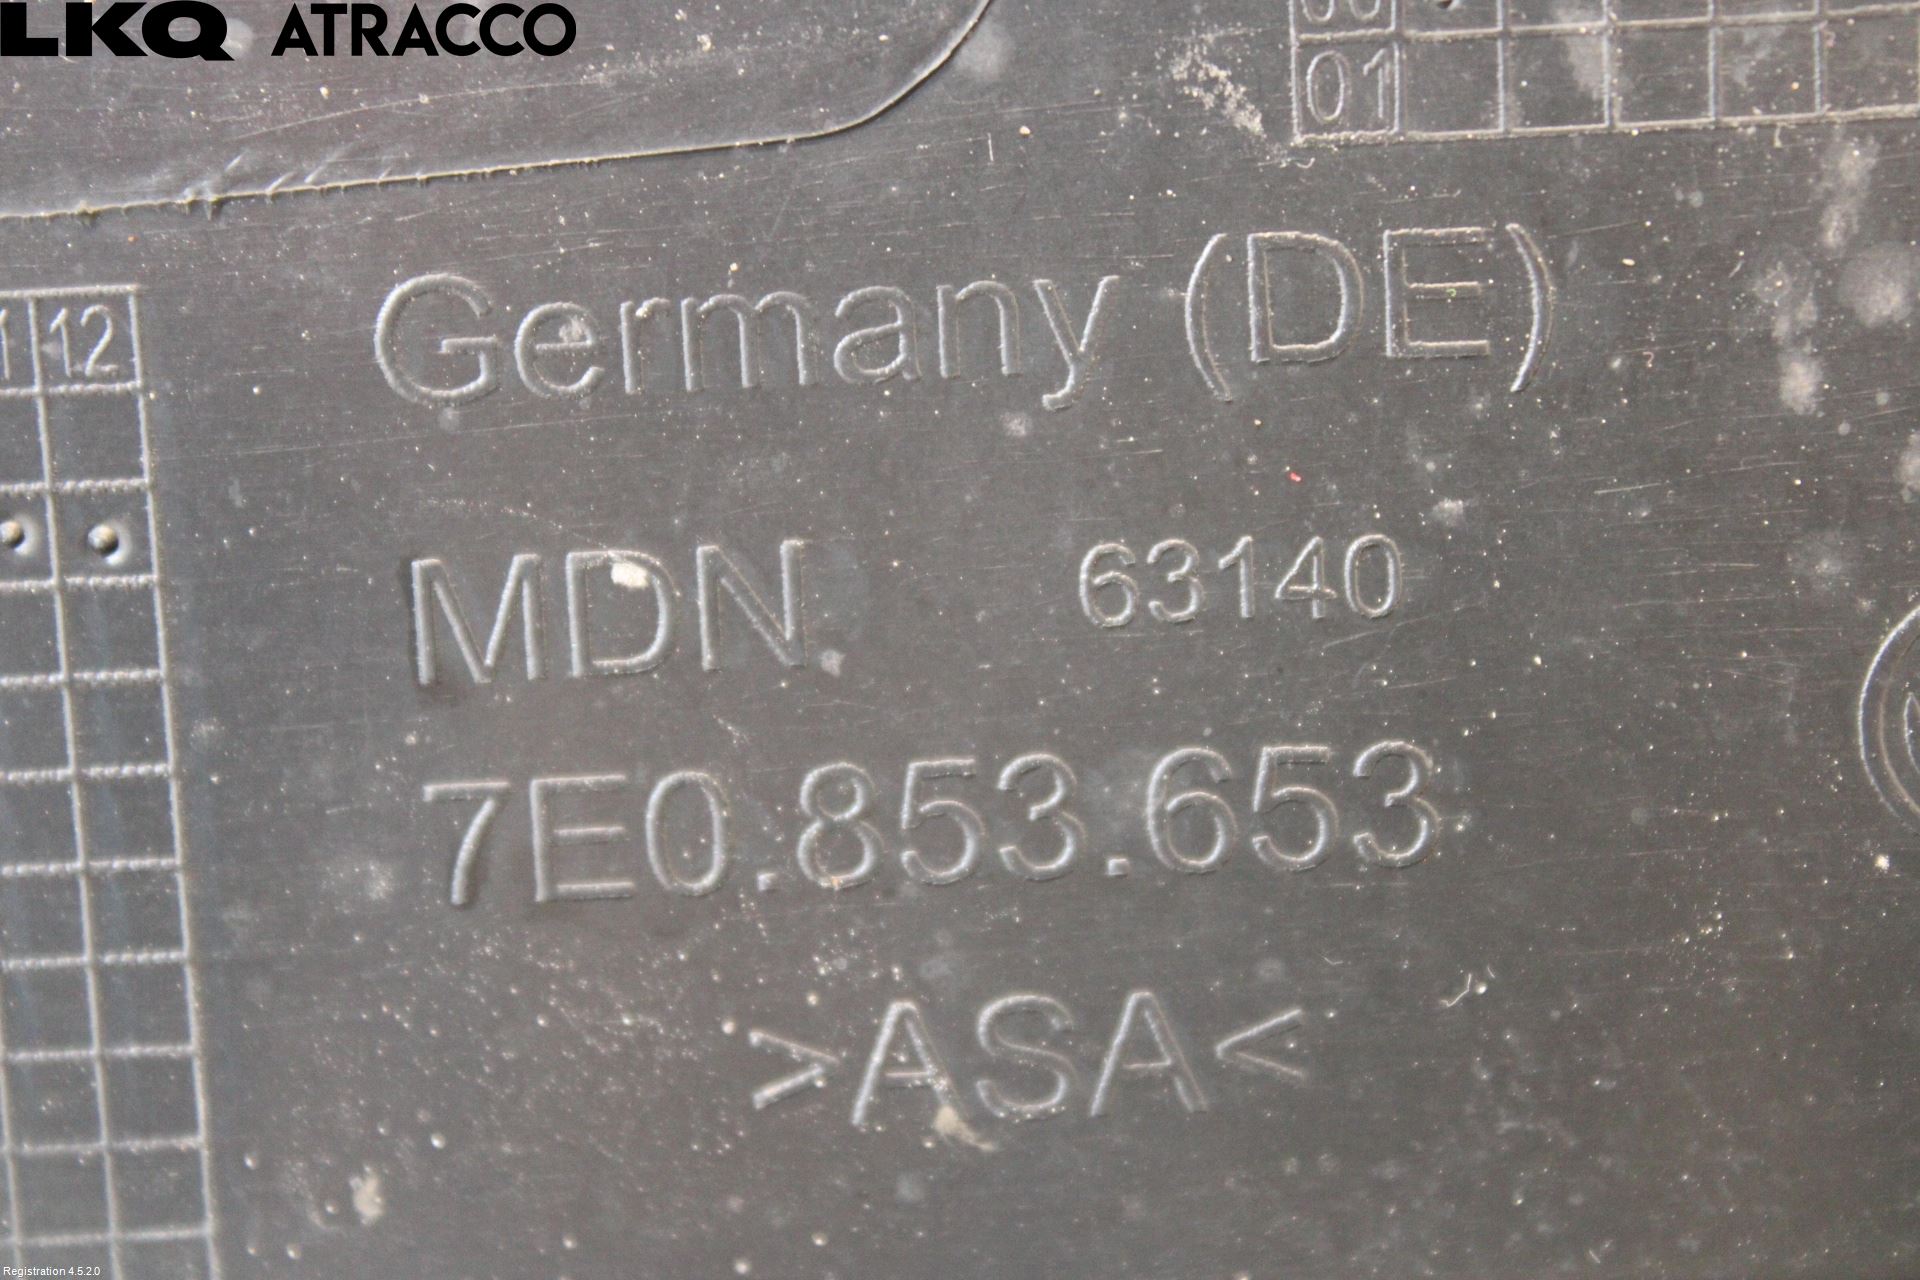 LKQ ATRACCO
01
12
Germany (DE)
MDN 63140
7E0.853.653
>ASA<
Registration 4.5.2.0